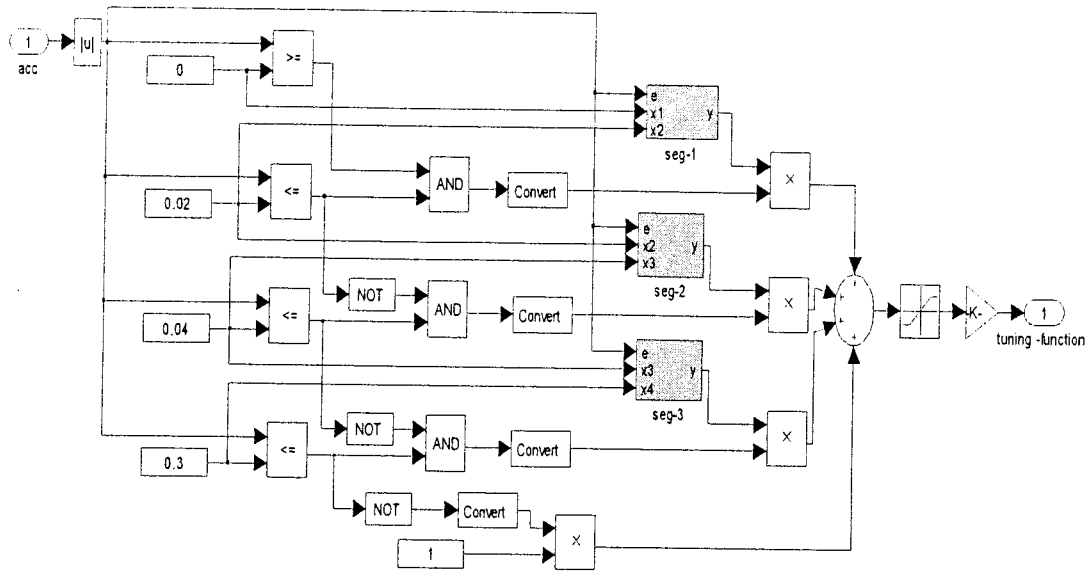 1
acc
|u|
>=
0
e
x1
x2
y
seg-1
X
<=
AND
Convert
0.02
e
x2
x3
y
seg-2
X
NOT
<=
AND
Convert
0.04
+
+
+
+
-K-
1
tuning -function
e
x3
x4
y
seg-3
X
NOT
<=
AND
Convert
0.3
NOT
Convert
X
1